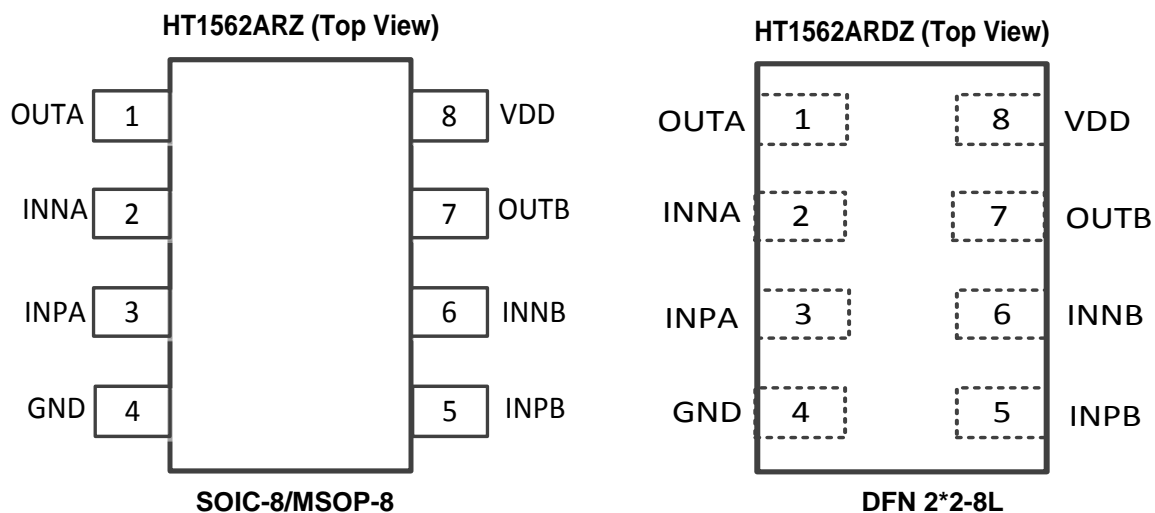 HT1562ARZ (Top View)
OUTA 1 8 VDD
INNA 2 7 OUTB
INPA 3 6 INNB
GND 4 5 INPB
SOIC-8/MSOP-8
HT1562ARDZ (Top View)
OUTA 1 8 VDD
INNA 2 7 OUTB
INPA 3 6 INNB
GND 4 5 INPB
DFN 2*2-8L